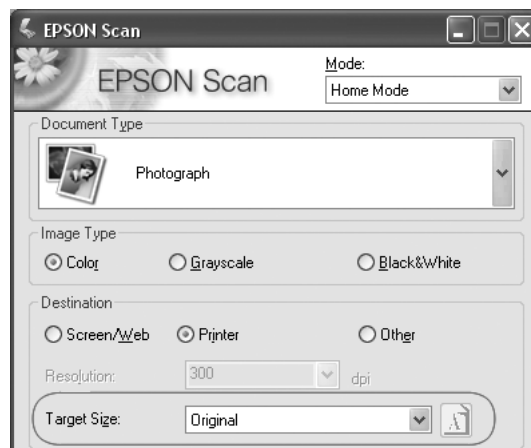 EPSON Scan
EPSON Scan
Mode:
Home Mode
Document Type
Photograph
Image Type
Color Grayscale Black&White
Destination
Screen/Web Printer Other
Resolution: 300 dpi
Target Size: Original